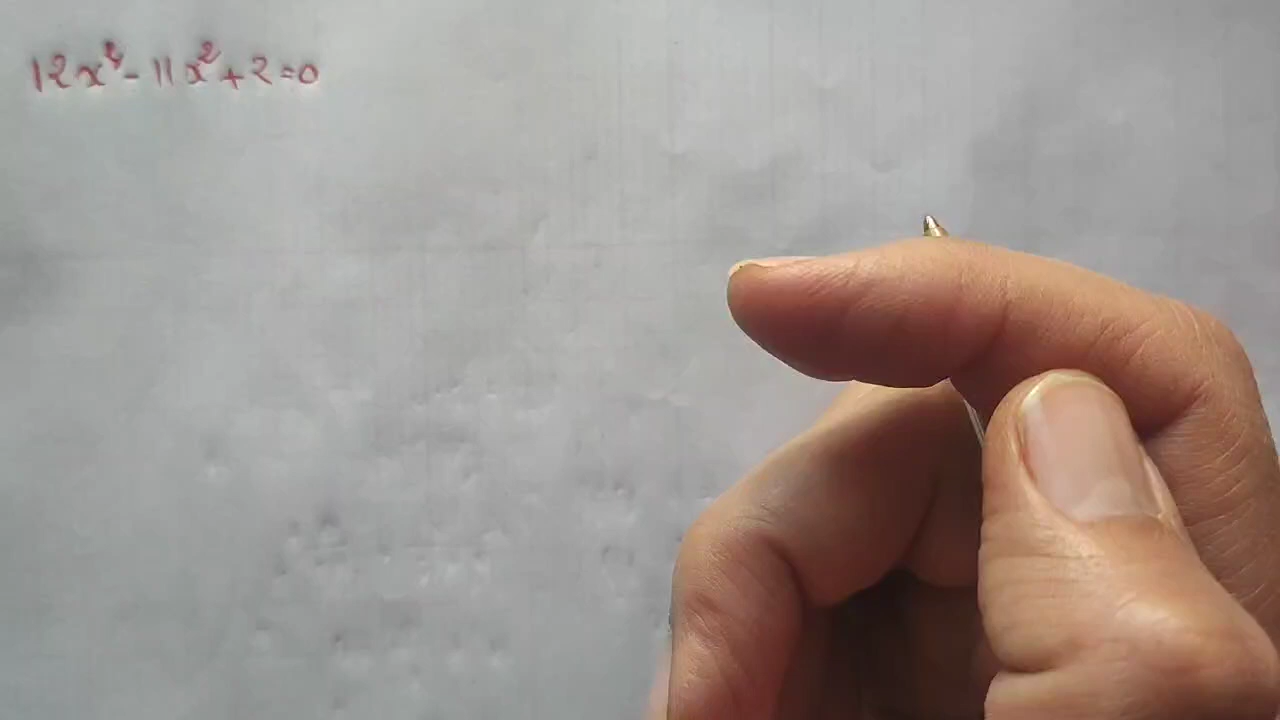 12x⁴ - 11x² + 2 = 0